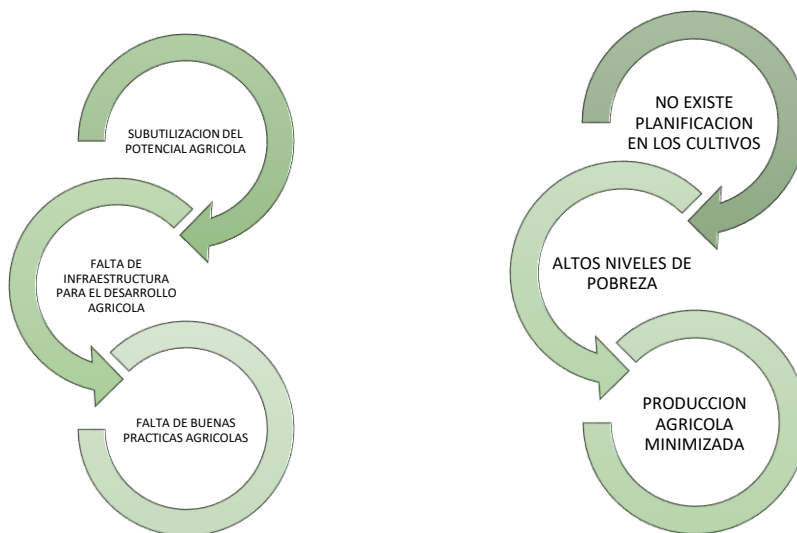 SUBUTILIZACION DEL
POTENCIAL AGRICOLA
FALTA DE
INFRAESTRUCTURA
PARA EL DESARROLLO
AGRICOLA
FALTA DE BUENAS
PRACTICAS AGRICOLAS
NO EXISTE
PLANIFICACION
EN LOS CULTIVOS
ALTOS NIVELES DE
POBREZA
PRODUCCION
AGRICOLA
MINIMIZADA